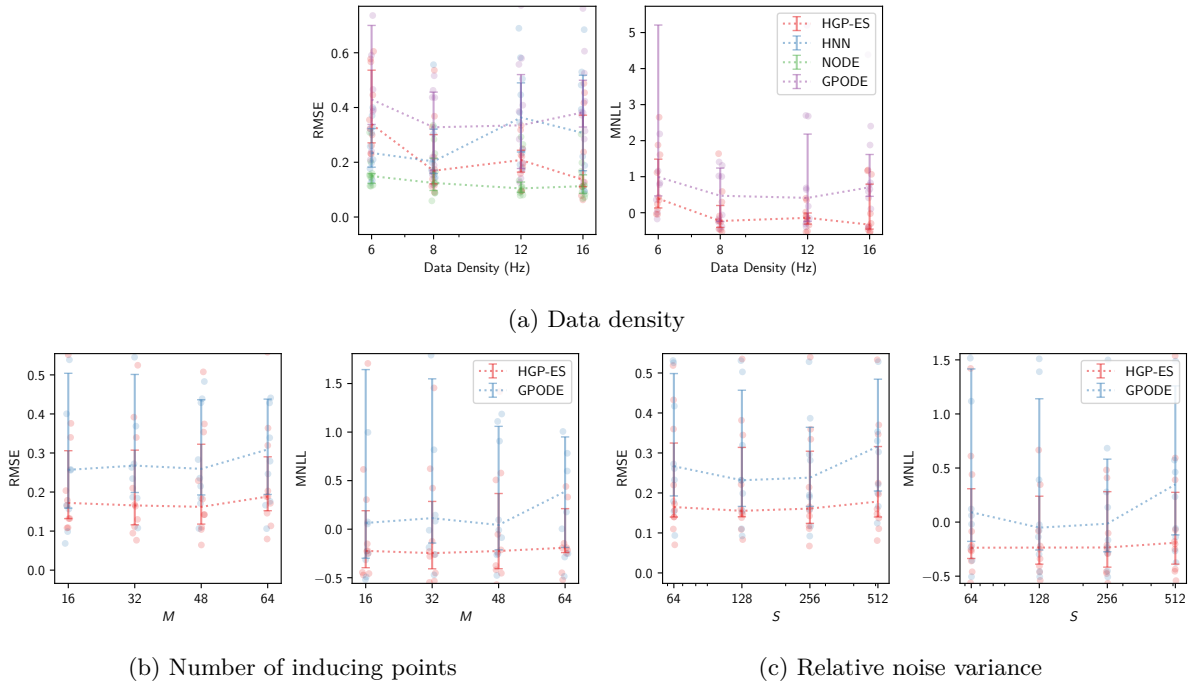 0.6
0.4
0.2
0.0
RMSE
6
8
12
16
Data Density (Hz)
5
4
3
2
1
0
MNLL
6
8
12
16
Data Density (Hz)
HGP-ES
HNN
NODE
GPODE
(a) Data density
0.5
0.4
0.3
0.2
0.1
0.0
RMSE
16
32
48
64
M
1.5
1.0
0.5
0.0
−0.5
MNLL
16
32
48
64
M
HGP-ES
GPODE
(b) Number of inducing points
0.5
0.4
0.3
0.2
0.1
0.0
RMSE
64
128
256
512
S
1.5
1.0
0.5
0.0
−0.5
MNLL
64
128
256
512
S
HGP-ES
GPODE
(c) Relative noise variance